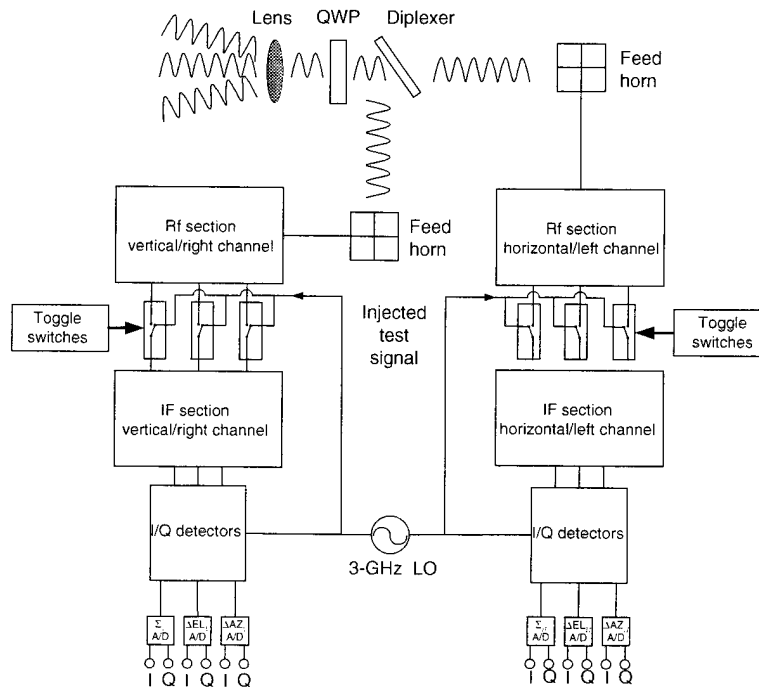 Lens QWP Diplexer
Feed
horn
Rf section
vertical/right channel
Feed
horn
Rf section
horizontal/left channel
Toggle
switches
Injected
test
signal
Toggle
switches
IF section
vertical/right channel
IF section
horizontal/left channel
I/Q detectors
I/Q detectors
3-GHz LO
Σ ΔEL ΔAZ
A/D A/D A/D
I Q I Q I Q
Σ ΔEL ΔAZ
A/D A/D A/D
I Q I Q I Q